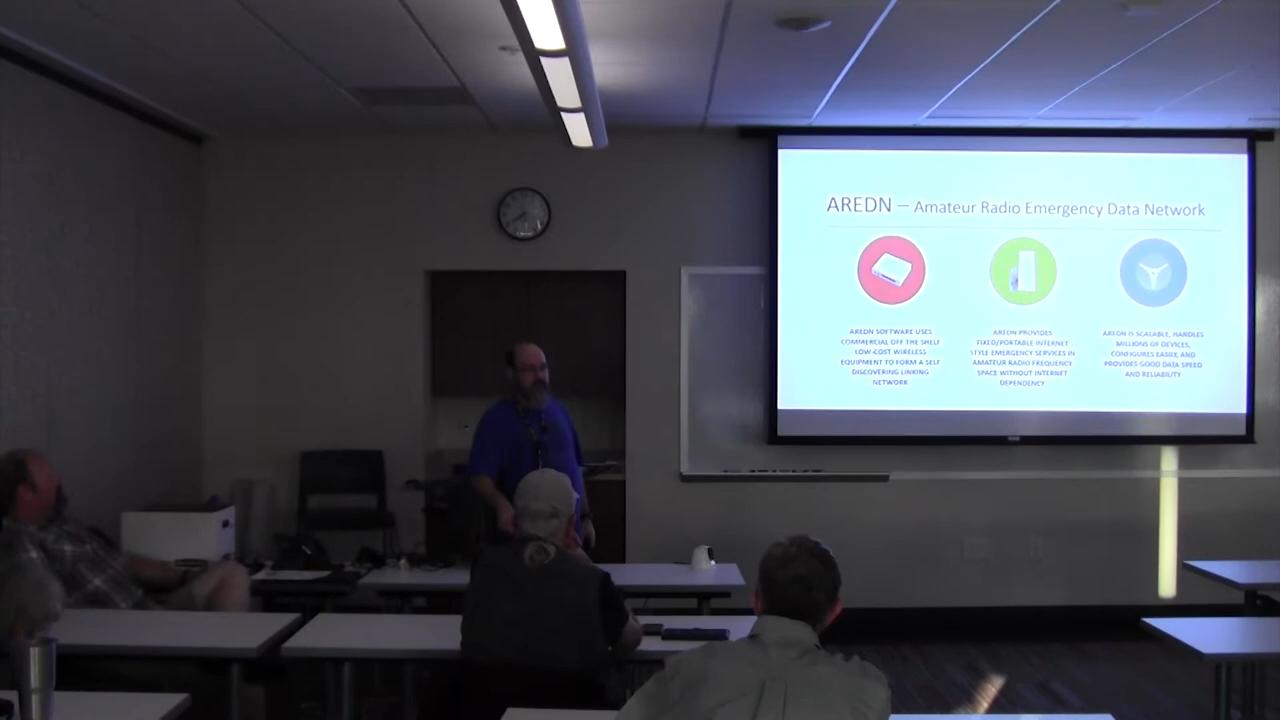 AREDN – Amateur Radio Emergency Data Network
AREDN SOFTWARE USES
COMMERCIAL OFF THE SHELF
LOW-COST WIRELESS
EQUIPMENT TO FORM A SELF
DISCOVERING LINKING
NETWORK
AREDN PROVIDES
FIXED/PORTABLE INTERNET
STYLE EMERGENCY SERVICES IN
AMATEUR RADIO FREQUENCY
SPACE WITHOUT INTERNET
DEPENDENCY
AREDN IS SCALABLE, HANDLES
MILLIONS OF DEVICES,
CONFIGURES EASILY, AND
PROVIDES GOOD DATA SPEED
AND RELIABILITY